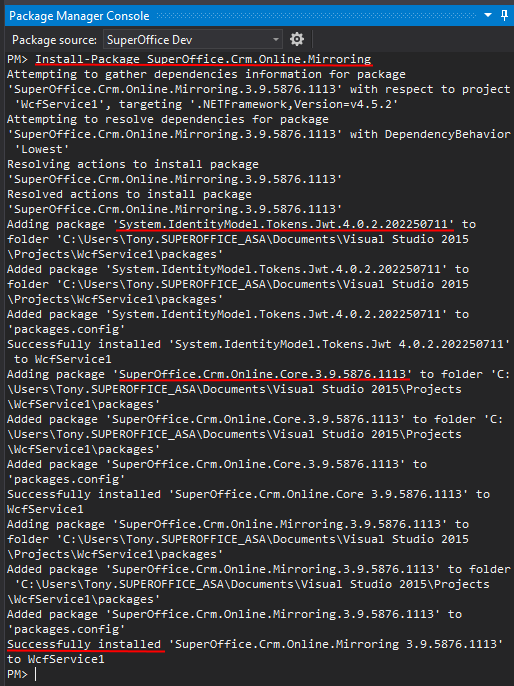 Package Manager Console
Package source: SuperOffice Dev
PM> Install-Package SuperOffice.Crm.Online.Mirroring
Attempting to gather dependencies information for package
'SuperOffice.Crm.Online.Mirroring.3.9.5876.1113' with respect to project
'WcfService1', targeting '.NETFramework,Version=v4.5.2'
Attempting to resolve dependencies for package
'SuperOffice.Crm.Online.Mirroring.3.9.5876.1113' with DependencyBehavior
'Lowest'
Resolving actions to install package
'SuperOffice.Crm.Online.Mirroring.3.9.5876.1113'
Resolved actions to install package
'SuperOffice.Crm.Online.Mirroring.3.9.5876.1113'
Adding package 'System.IdentityModel.Tokens.Jwt.4.0.2.202250711' to
folder 'C:\Users\Tony.SUPEROFFICE_ASA\Documents\Visual Studio 2015
\Projects\WcfService1\packages'
Added package 'System.IdentityModel.Tokens.Jwt.4.0.2.202250711' to
folder 'C:\Users\Tony.SUPEROFFICE_ASA\Documents\Visual Studio 2015
\Projects\WcfService1\packages'
Added package 'System.IdentityModel.Tokens.Jwt.4.0.2.202250711' to
'packages.config'
Successfully installed 'System.IdentityModel.Tokens.Jwt 4.0.2.202250711'
to WcfService1
Adding package 'SuperOffice.Crm.Online.Core.3.9.5876.1113' to folder 'C:
\Users\Tony.SUPEROFFICE_ASA\Documents\Visual Studio 2015\Projects
\WcfService1\packages'
Added package 'SuperOffice.Crm.Online.Core.3.9.5876.1113' to folder 'C:
\Users\Tony.SUPEROFFICE_ASA\Documents\Visual Studio 2015\Projects
\WcfService1\packages'
Added package 'SuperOffice.Crm.Online.Core.3.9.5876.1113' to
'packages.config'
Successfully installed 'SuperOffice.Crm.Online.Core 3.9.5876.1113' to
WcfService1
Adding package 'SuperOffice.Crm.Online.Mirroring.3.9.5876.1113' to
folder 'C:\Users\Tony.SUPEROFFICE_ASA\Documents\Visual Studio 2015
\Projects\WcfService1\packages'
Added package 'SuperOffice.Crm.Online.Mirroring.3.9.5876.1113' to folder
'C:\Users\Tony.SUPEROFFICE_ASA\Documents\Visual Studio 2015\Projects
\WcfService1\packages'
Added package 'SuperOffice.Crm.Online.Mirroring.3.9.5876.1113' to
'packages.config'
Successfully installed 'SuperOffice.Crm.Online.Mirroring 3.9.5876.1113'
to WcfService1
PM>